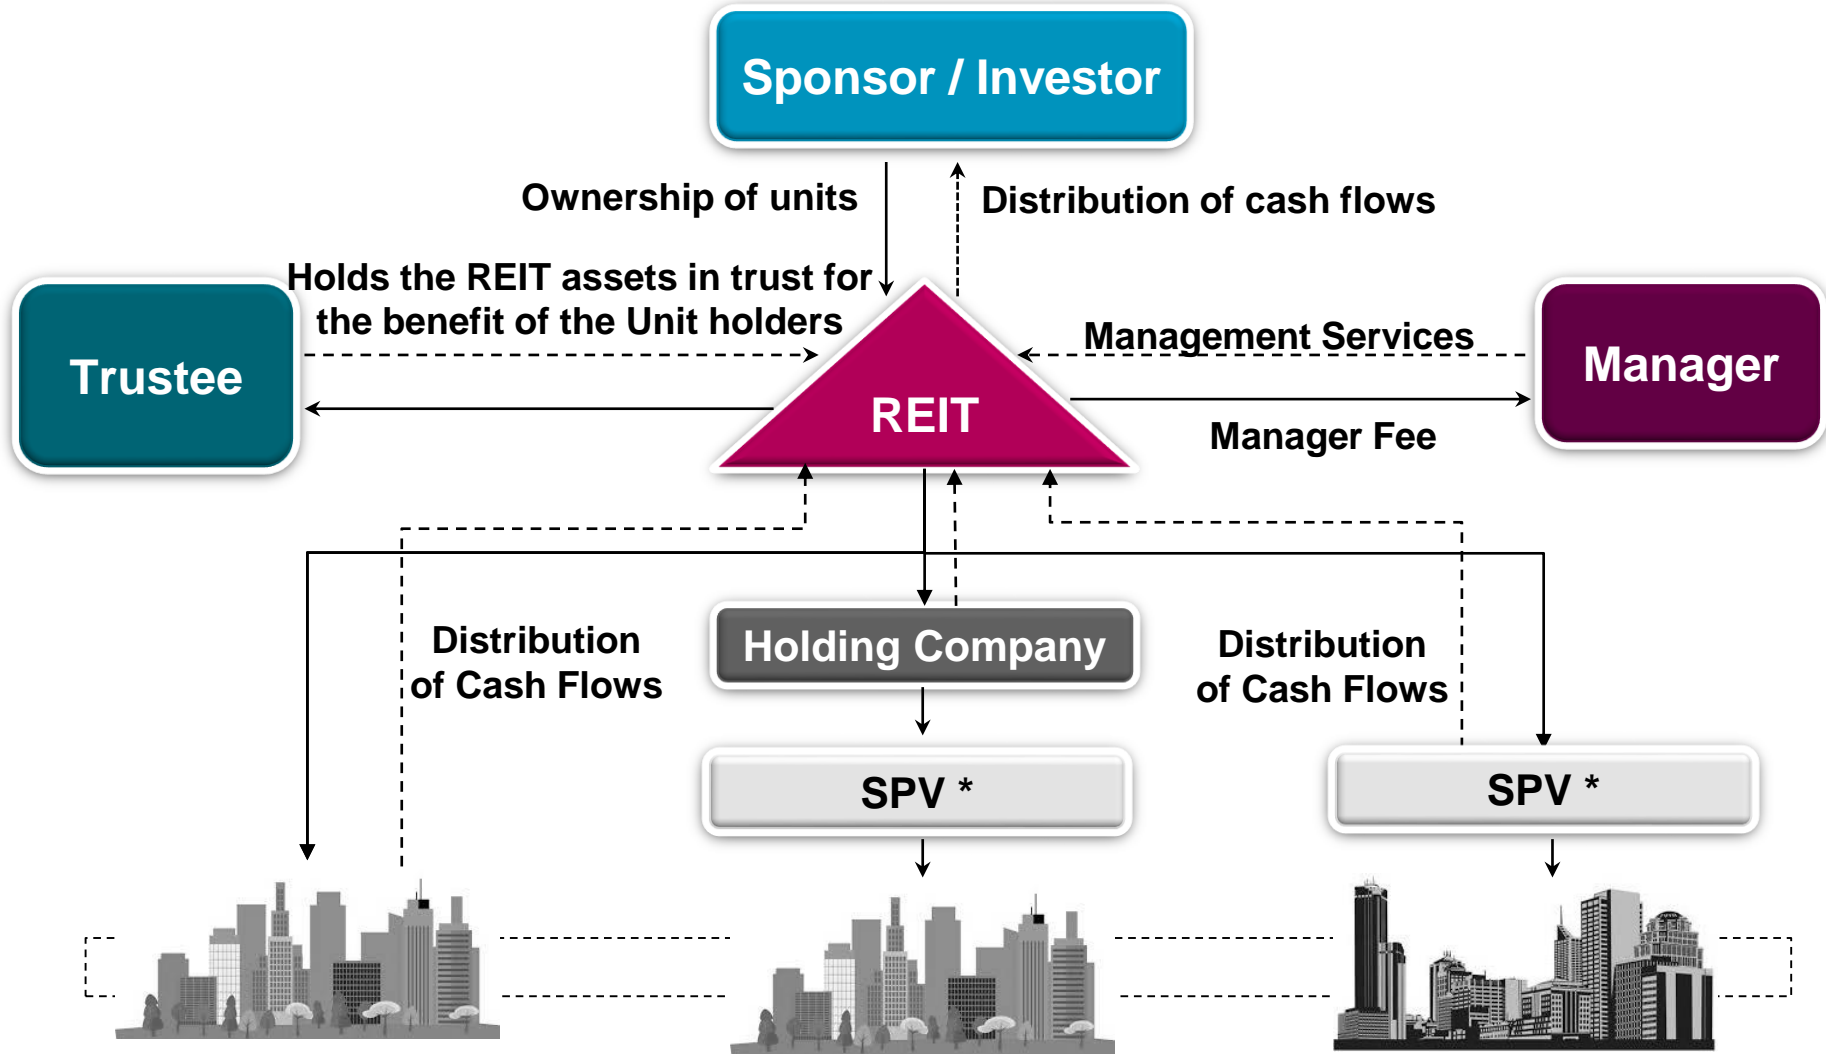 Sponsor / Investor
Ownership of units
Distribution of cash flows
Holds the REIT assets in trust for
the benefit of the Unit holders
Management Services
Trustee
Manager
REIT
Manager Fee
Distribution
of Cash Flows
Holding Company
Distribution
of Cash Flows
SPV *
SPV *